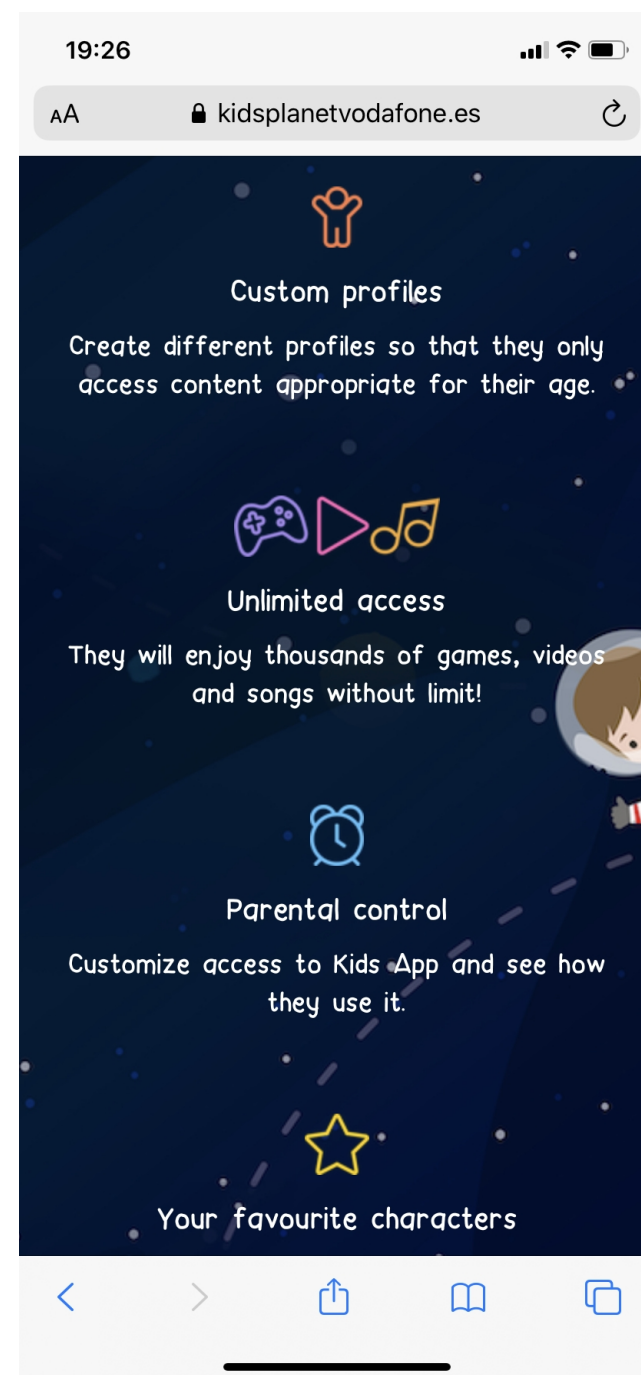 19:26
AA kidsplanetvodafone.es
Custom profiles
Create different profiles so that they only
access content appropriate for their age.
Unlimited access
They will enjoy thousands of games, videos
and songs without limit!
Parental control
Customize access to Kids App and see how
they use it.
Your favourite characters